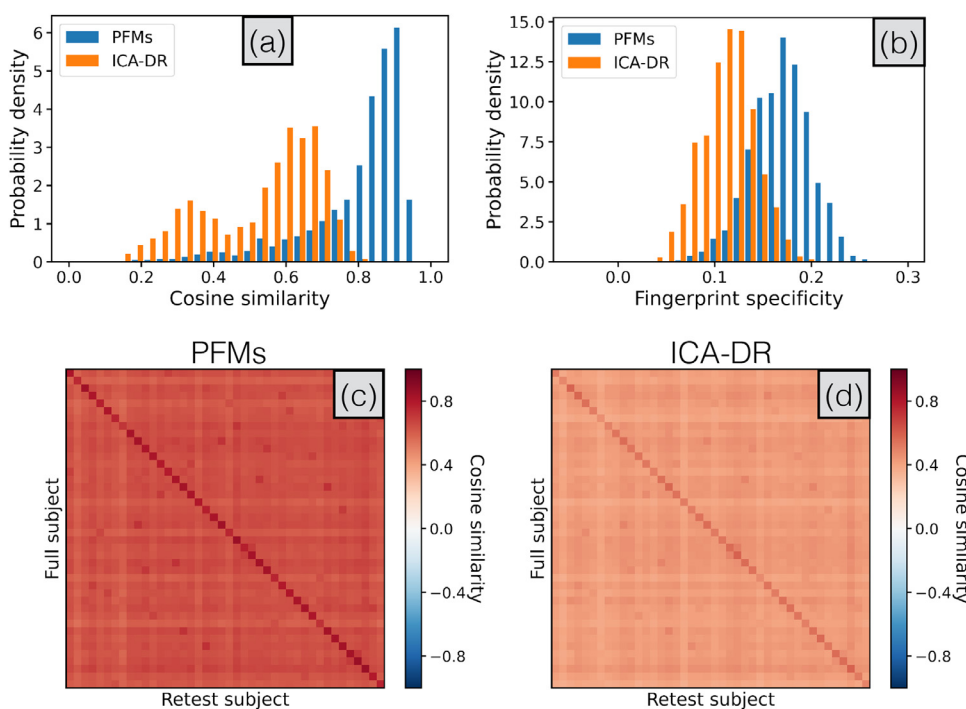 6
5
4
3
2
1
0
Probability density
PFMs
ICA-DR
(a)
0.0
0.2
0.4
0.6
0.8
1.0
Cosine similarity
15.0
12.5
10.0
7.5
5.0
2.5
0.0
Probability density
PFMs
ICA-DR
(b)
0.0
0.1
0.2
0.3
Fingerprint specificity
PFMs
(c)
Full subject
Retest subject
0.8
0.4
0.0
−0.4
−0.8
Cosine similarity
ICA-DR
(d)
Full subject
Retest subject
0.8
0.4
0.0
−0.4
−0.8
Cosine similarity